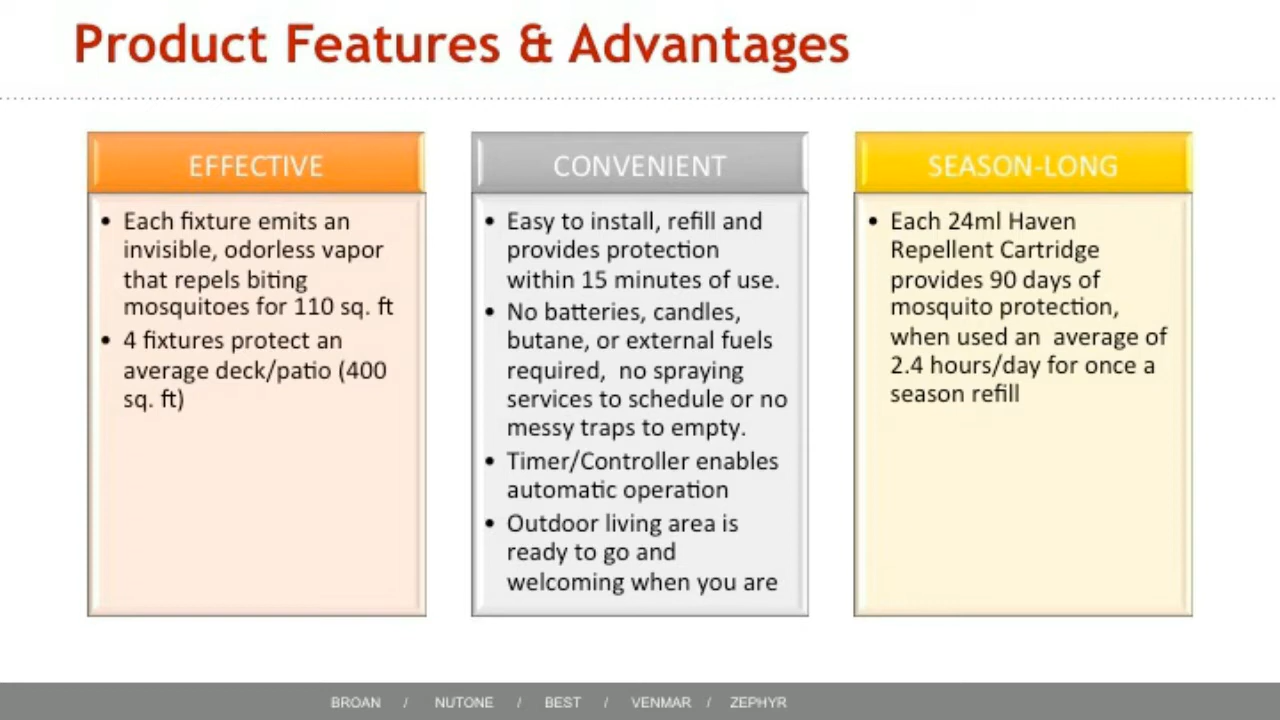 Product Features & Advantages
EFFECTIVE
• Each fixture emits an
invisible, odorless vapor
that repels biting
mosquitoes for 110 sq. ft
• 4 fixtures protect an
average deck/patio (400
sq. ft)
CONVENIENT
• Easy to install, refill and
provides protection
within 15 minutes of use.
• No batteries, candles,
butane, or external fuels
required,  no spraying
services to schedule or no
messy traps to empty.
• Timer/Controller enables
automatic operation
• Outdoor living area is
ready to go and
welcoming when you are
SEASON-LONG
• Each 24ml Haven
Repellent Cartridge
provides 90 days of
mosquito protection,
when used an  average of
2.4 hours/day for once a
season refill
BROAN / NUTONE / BEST / VENMAR / ZEPHYR